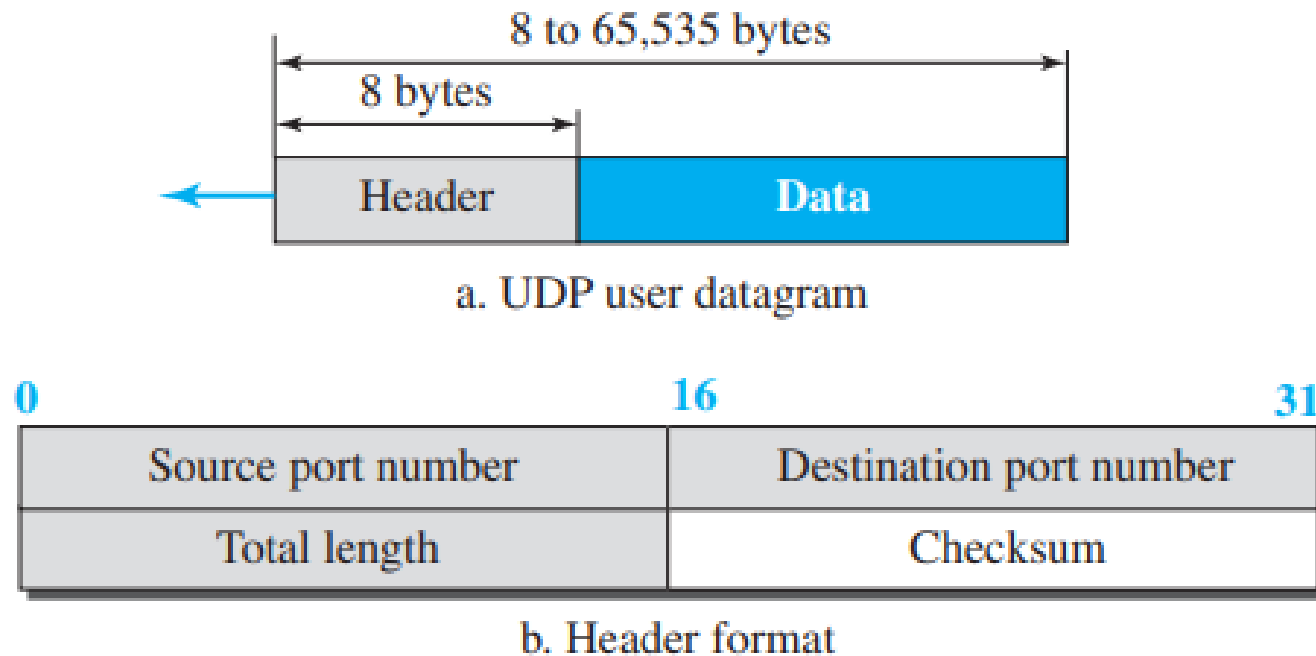 8 to 65,535 bytes
8 bytes
Header Data
a. UDP user datagram
0 16 31
Source port number Destination port number
Total length Checksum
b. Header format